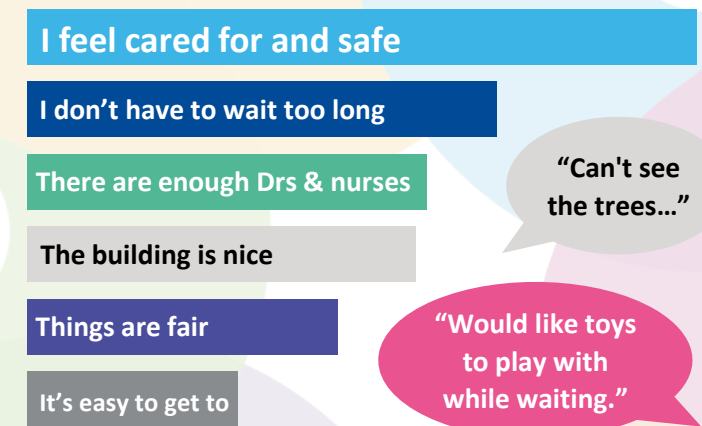 I feel cared for and safe
I don’t have to wait too long
There are enough Drs & nurses
“Can't see
the trees…”
The building is nice
Things are fair
“Would like toys
to play with
while waiting.”
It’s easy to get to